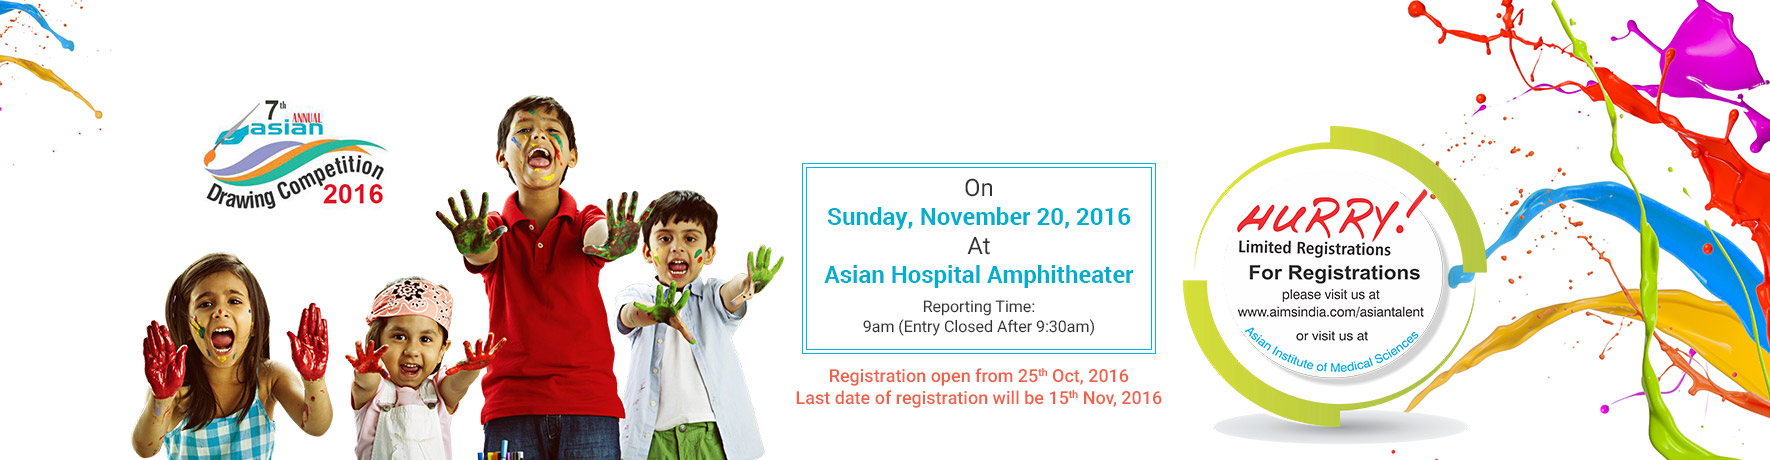 7th ANNUAL
asian
Drawing Competition
2016
On
Sunday, November 20, 2016
At
Asian Hospital Amphitheater
Reporting Time:
9am (Entry Closed After 9:30am)
Registration open from 25th Oct, 2016
Last date of registration will be 15th Nov, 2016
HURRY!
Limited Registrations
For Registrations
please visit us at
www.aimsindia.com/asiantalent
or visit us at
Asian Institute of Medical Sciences